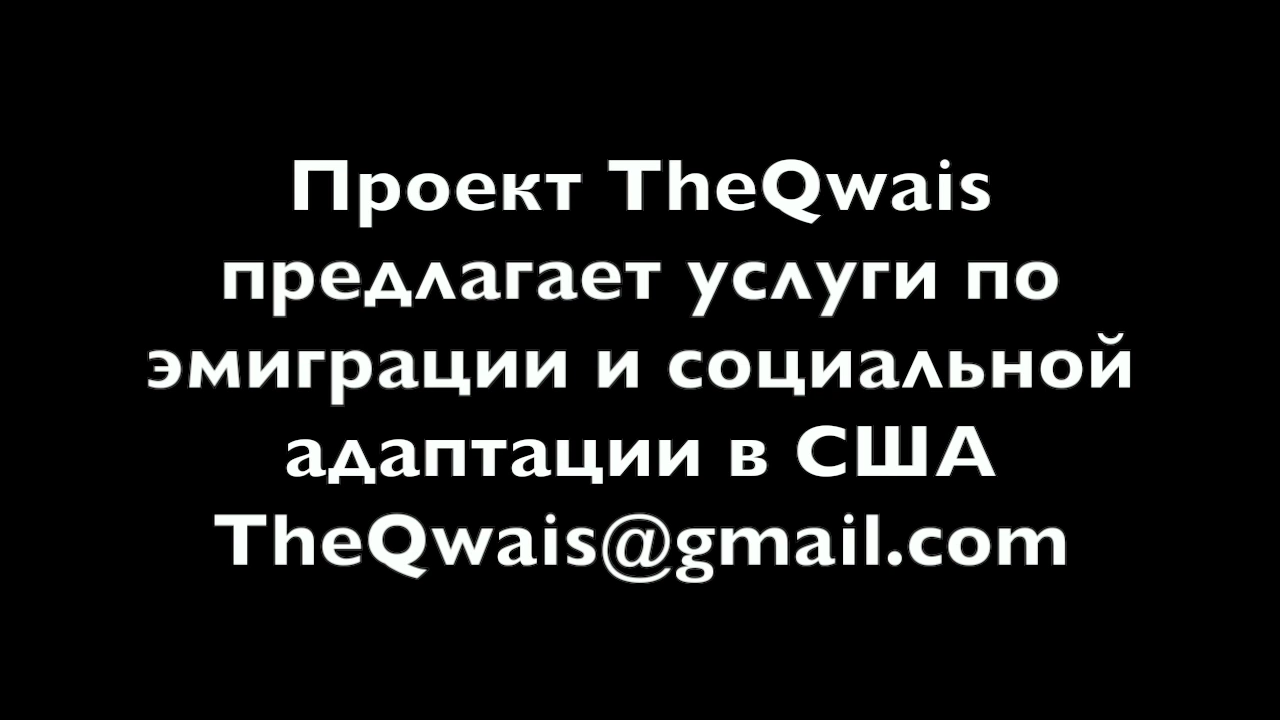 Проект TheQwais
предлагает услуги по
эмиграции и социальной
адаптации в США
TheQwais@gmail.com